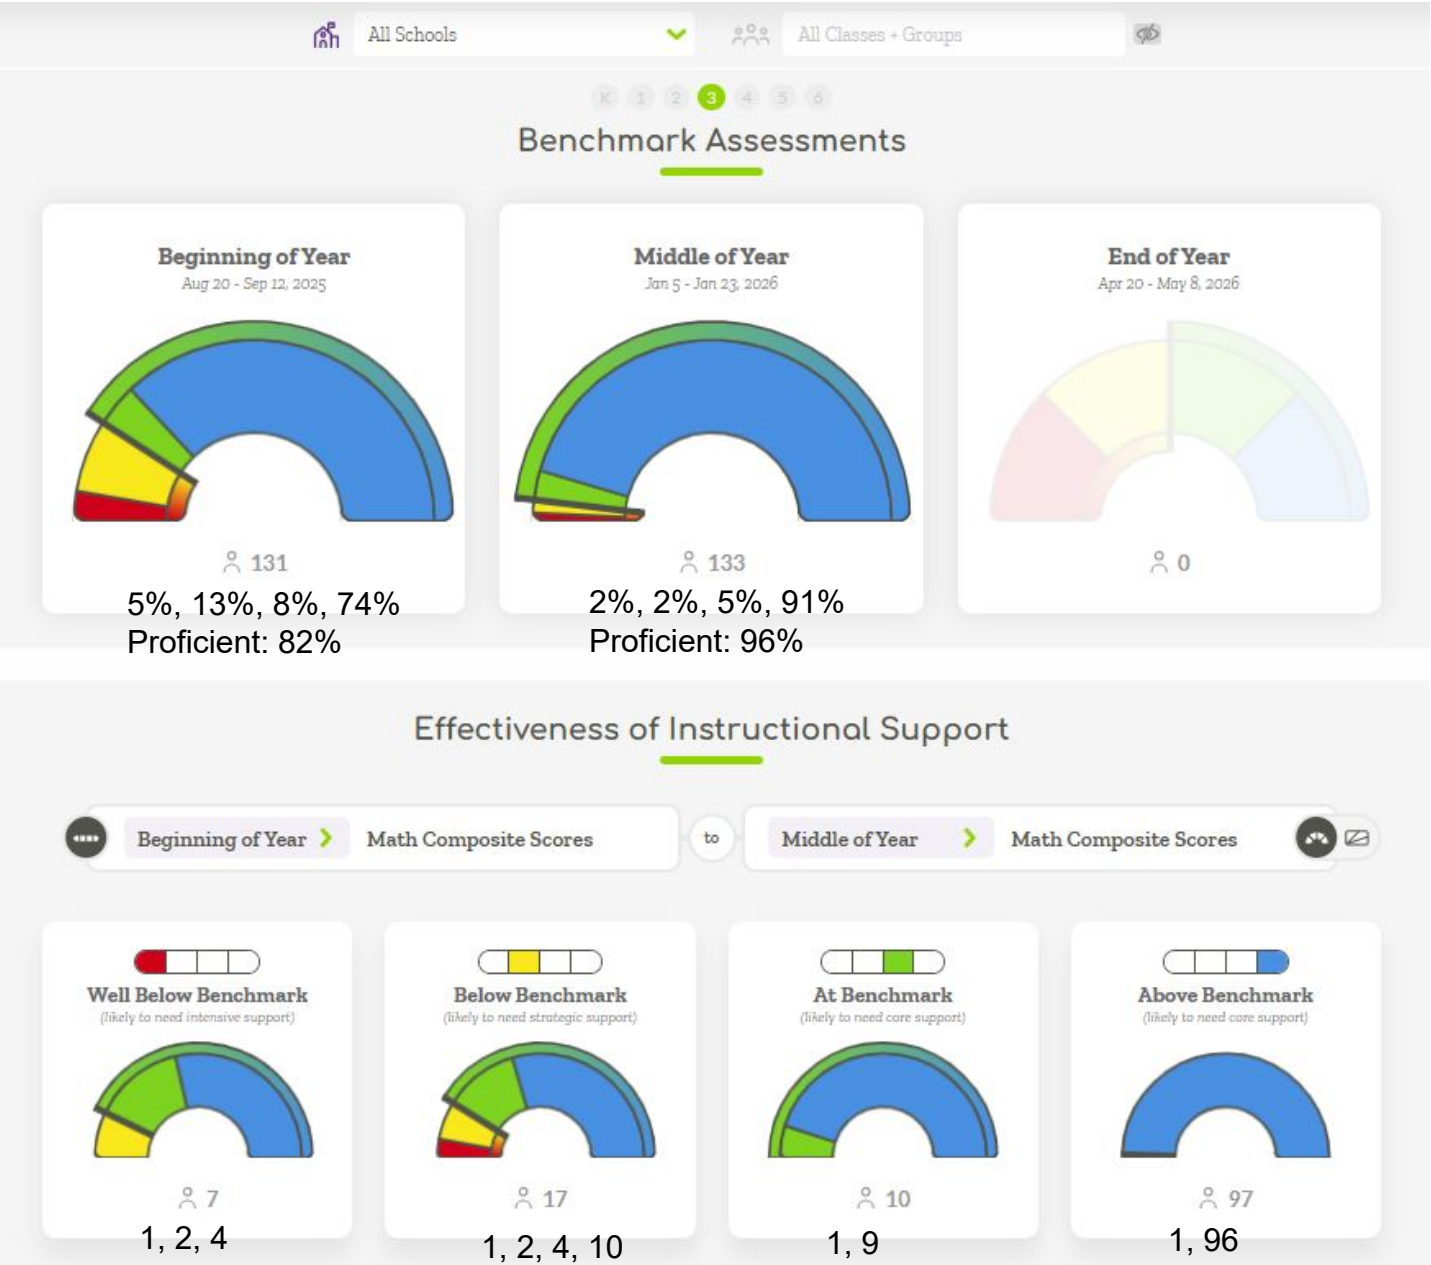 All Schools
All Classes + Groups
K 1 2 3 4 5 6
Benchmark Assessments
Beginning of Year
Aug 20 - Sep 12, 2025
131
5%, 13%, 8%, 74%
Proficient: 82%
Middle of Year
Jan 5 - Jan 23, 2026
133
2%, 2%, 5%, 91%
Proficient: 96%
End of Year
Apr 20 - May 8, 2026
0
Effectiveness of Instructional Support
Beginning of Year
Math Composite Scores
to
Middle of Year
Math Composite Scores
Well Below Benchmark
(likely to need intensive support)
7
1, 2, 4
Below Benchmark
(likely to need strategic support)
17
1, 2, 4, 10
At Benchmark
(likely to need core support)
10
1, 9
Above Benchmark
(likely to need core support)
97
1, 96